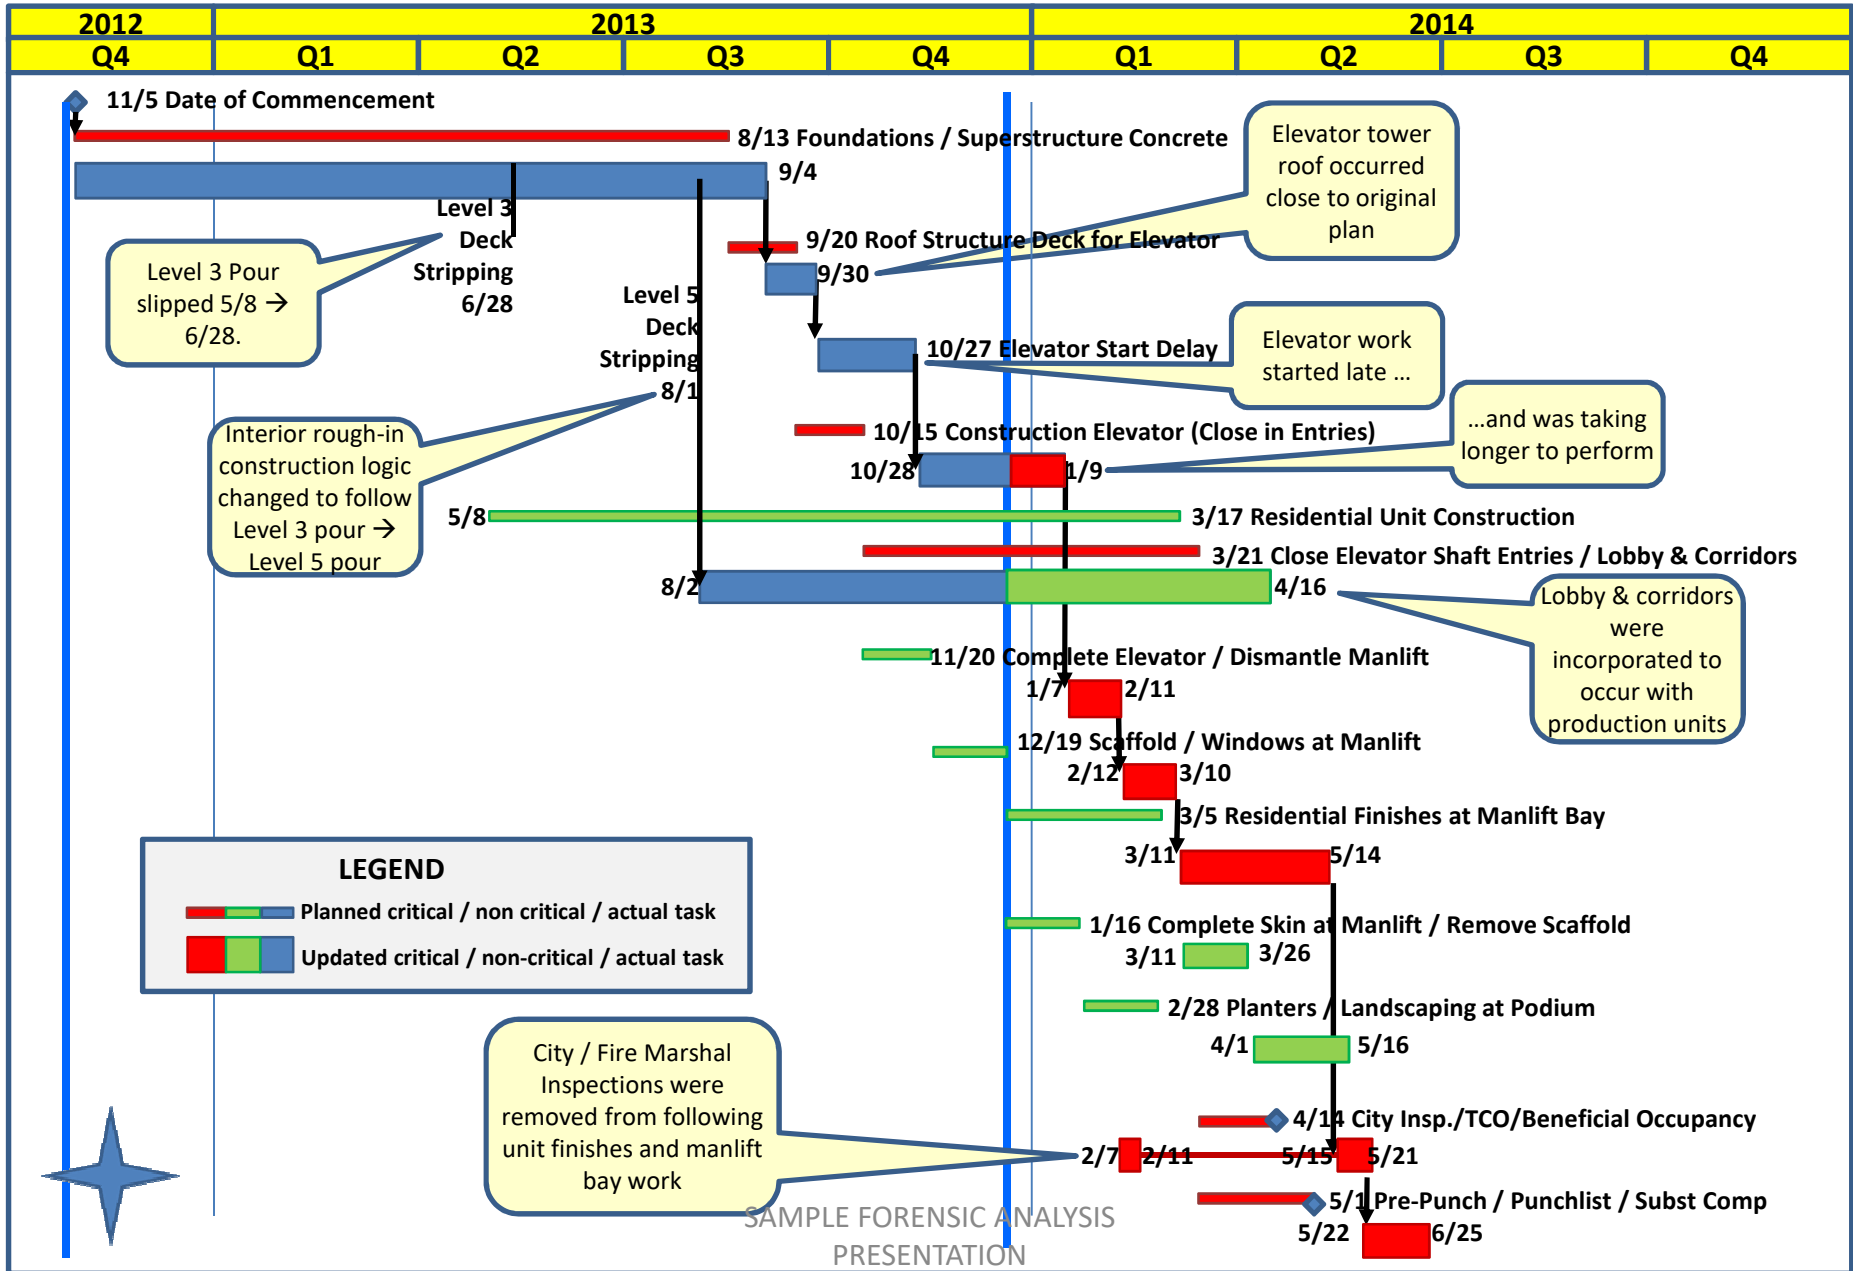 2012 2013 2014
Q4 Q1 Q2 Q3 Q4 Q1 Q2 Q3 Q4
11/5 Date of Commencement
8/13 Foundations / Superstructure Concrete
9/4
Elevator tower
roof occurred
close to original
plan
Level 3
Deck
Stripping
6/28
Level 3 Pour
slipped 5/8 →
6/28.
9/20 Roof Structure Deck for Elevator
9/30
Level 5
Deck
Stripping
8/1
10/27 Elevator Start Delay
Elevator work
started late ...
Interior rough-in
construction logic
changed to follow
Level 3 pour →
Level 5 pour
10/15 Construction Elevator (Close in Entries)
10/28 1/9
...and was taking
longer to perform
5/8 3/17 Residential Unit Construction
3/21 Close Elevator Shaft Entries / Lobby & Corridors
8/2 4/16
Lobby & corridors
were
incorporated to
occur with
production units
11/20 Complete Elevator / Dismantle Manlift
1/7 2/11
12/19 Scaffold / Windows at Manlift
2/12 3/10
3/5 Residential Finishes at Manlift Bay
3/11 5/14
LEGEND
Planned critical / non critical / actual task
Updated critical / non-critical / actual task
1/16 Complete Skin at Manlift / Remove Scaffold
3/11 3/26
2/28 Planters / Landscaping at Podium
4/1 5/16
City / Fire Marshal
Inspections were
removed from following
unit finishes and manlift
bay work
4/14 City Insp./TCO/Beneficial Occupancy
2/7 2/11 5/15 5/21
5/1 Pre-Punch / Punchlist / Subst Comp
5/22 6/25
SAMPLE FORENSIC ANALYSIS
PRESENTATION